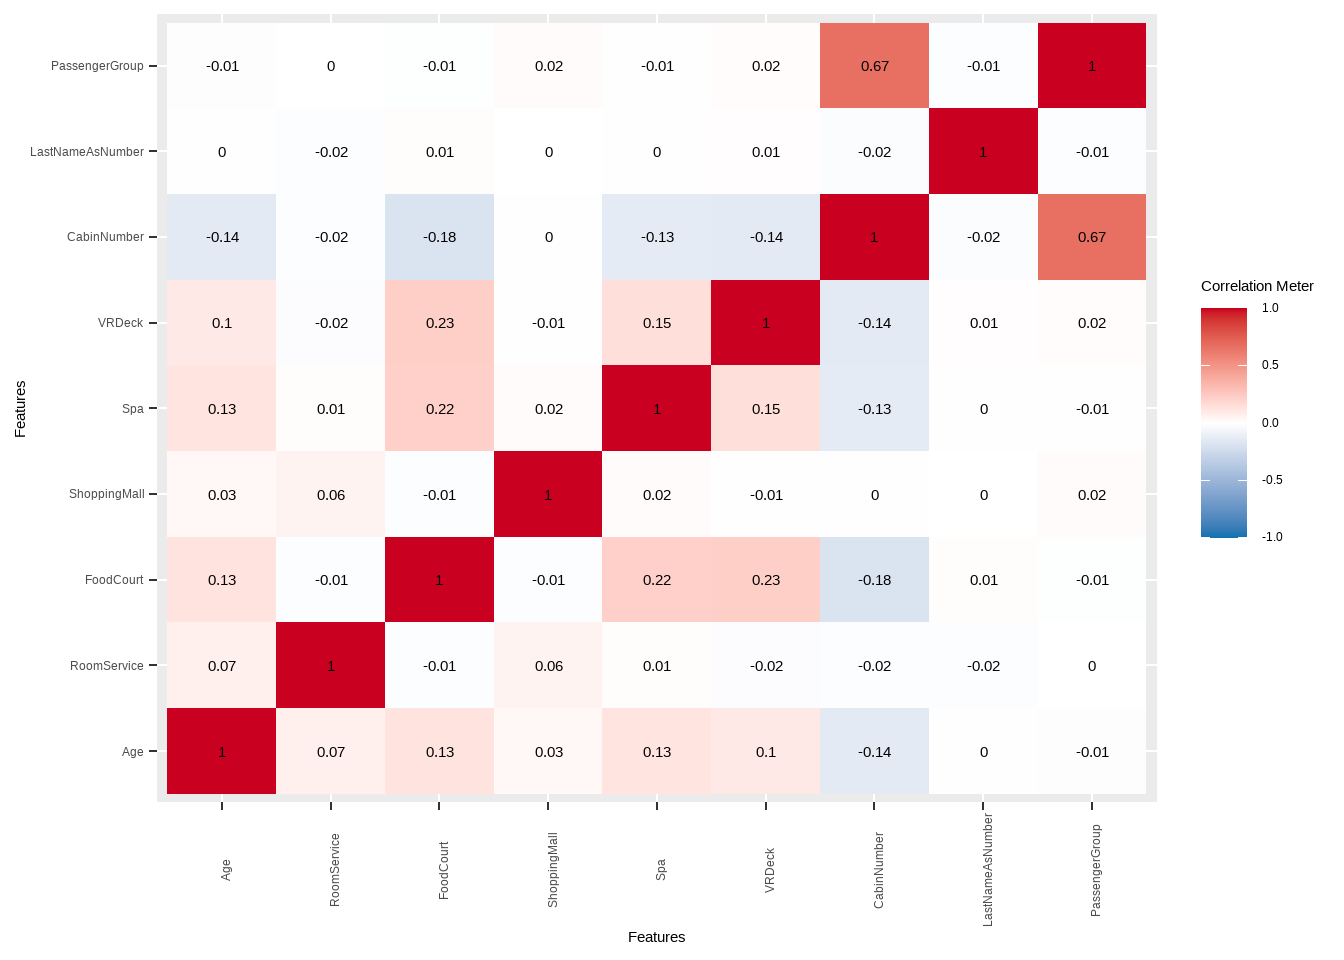 PassengerGroup -0.01 0 -0.01 0.02 -0.01 0.02 0.67 -0.01 1
LastNameAsNumber 0 -0.02 0.01 0 0 0.01 -0.02 1 -0.01
CabinNumber -0.14 -0.02 -0.18 0 -0.13 -0.14 1 -0.02 0.67
VRDeck 0.1 -0.02 0.23 -0.01 0.15 1 -0.14 0.01 0.02
Spa 0.13 0.01 0.22 0.02 1 0.15 -0.13 0 -0.01
ShoppingMall 0.03 0.06 -0.01 1 0.02 -0.01 0 0 0.02
FoodCourt 0.13 -0.01 1 -0.01 0.22 0.23 -0.18 0.01 -0.01
RoomService 0.07 1 -0.01 0.06 0.01 -0.02 -0.02 -0.02 0
Age 1 0.07 0.13 0.03 0.13 0.1 -0.14 0 -0.01
Features
Age
RoomService
FoodCourt
ShoppingMall
Spa
VRDeck
CabinNumber
LastNameAsNumber
PassengerGroup
Features
Correlation Meter
1.0
0.5
0.0
-0.5
-1.0